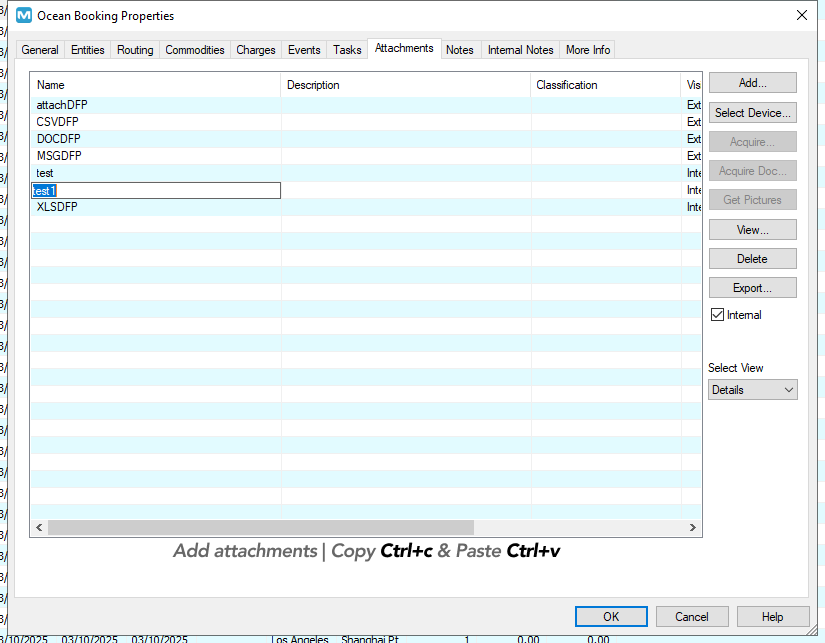 Ocean Booking Properties
General Entities Routing Commodities Charges Events Tasks Attachments Notes Internal Notes More Info
Name Description Classification Vis
attachDFP Ext
CSVDFP Ext
DOCDFP Ext
MSGDFP Ext
test Inte
test1 Inte
XLSDFP Inte
Add...
Select Device...
Acquire...
Acquire Doc...
Get Pictures
View...
Delete
Export...
Internal
Select View
Details
Add attachments | Copy Ctrl+c & Paste Ctrl+v
OK Cancel Help
3/10/2025 03/10/2025 03/10/2025 Los Angeles Shanghai Pt 1 0.00 0.00